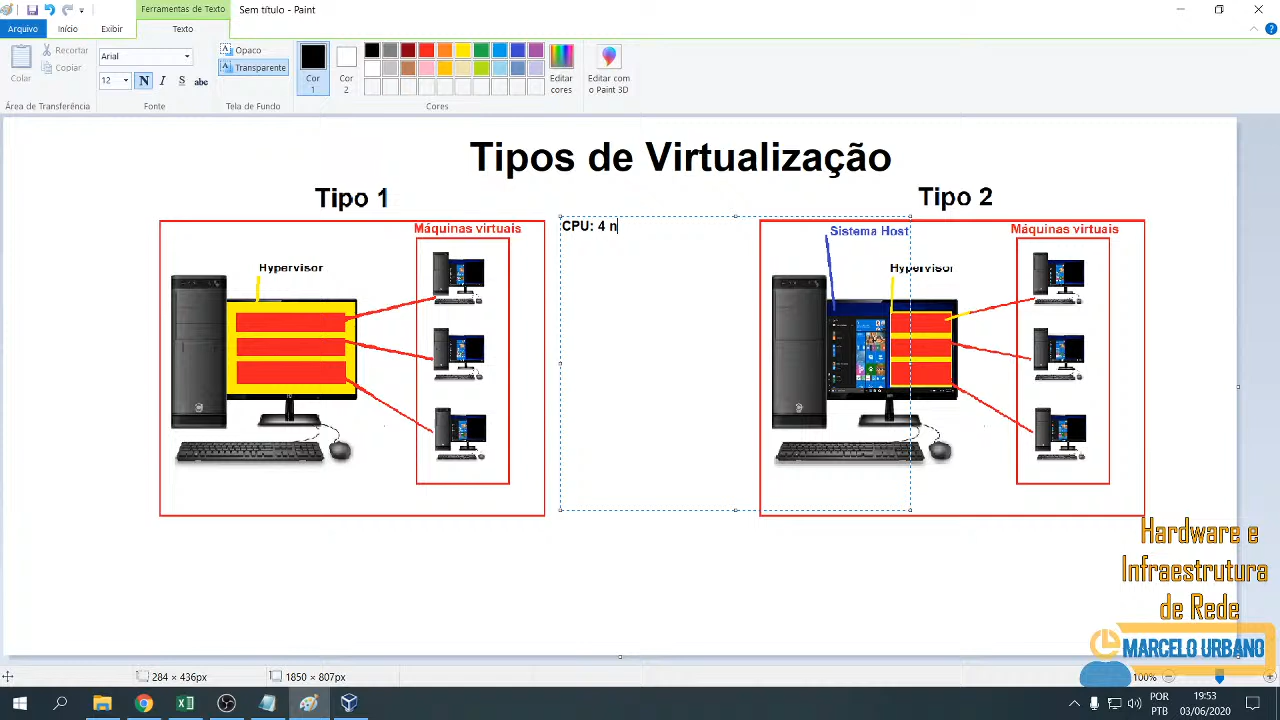 Ferramentas de Texto
Sem título - Paint
Arquivo
Início
Exibir
Texto
Colar
Recortar
Copiar
Área de Transferência
Arial
12
N
I
S
abc
Fonte
Opaco
Transparente
Tela de Fundo
Cor
1
Cor
2
Cores
Editar
cores
Editar com
o Paint 3D
Tipos de Virtualização
Tipo 1
Tipo 2
Máquinas virtuais
Hypervisor
CPU: 4 n
Sistema Host
Hypervisor
Máquinas virtuais
Hardware e
Infraestrutura
de Rede
MARCELO URBANO
284 × 436px
1850 × 807px
100%
POR
PTB
19:53
03/06/2020